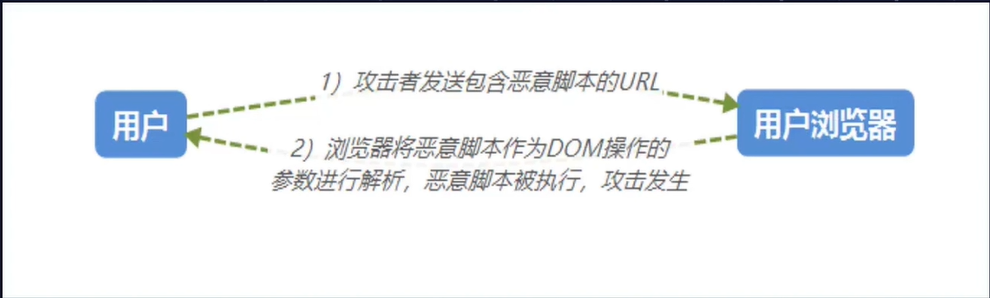 1）攻击者发送包含恶意脚本的URL
用户
用户浏览器
2）浏览器将恶意脚本作为DOM操作的
参数进行解析，恶意脚本被执行，攻击发生